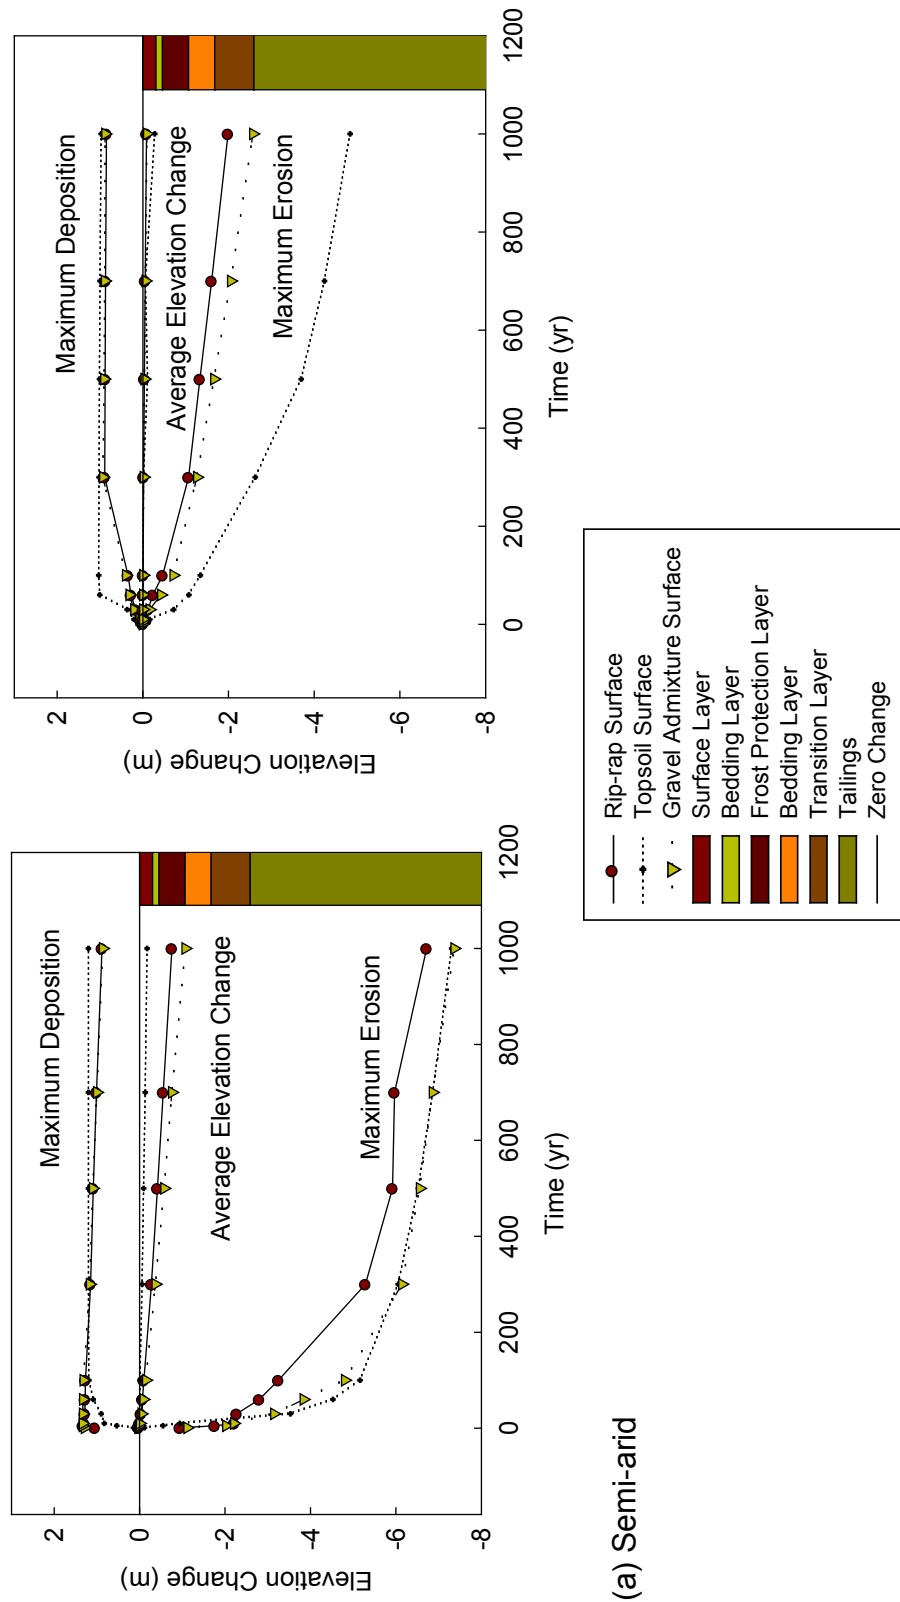 2
0
-2
-4
-6
-8
Elevation Change (m)
0
200
400
600
800
1000
1200
Time (yr)
Maximum Deposition
Average Elevation Change
Maximum Erosion
2
0
-2
-4
-6
-8
Elevation Change (m)
0
200
400
600
800
1000
1200
Time (yr)
Maximum Deposition
Average Elevation Change
Maximum Erosion
(a) Semi-arid
Rip-rap Surface
Topsoil Surface
Gravel Admixture Surface
Surface Layer
Bedding Layer
Frost Protection Layer
Bedding Layer
Transition Layer
Tailings
Zero Change